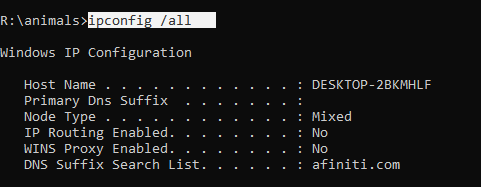 R:\animals>ipconfig /all
Windows IP Configuration
Host Name . . . . . . . . . . . . : DESKTOP-2BKMHLF
Primary Dns Suffix  . . . . . . . :
Node Type . . . . . . . . . . . . : Mixed
IP Routing Enabled. . . . . . . . : No
WINS Proxy Enabled. . . . . . . . : No
DNS Suffix Search List. . . . . . : afiniti.com